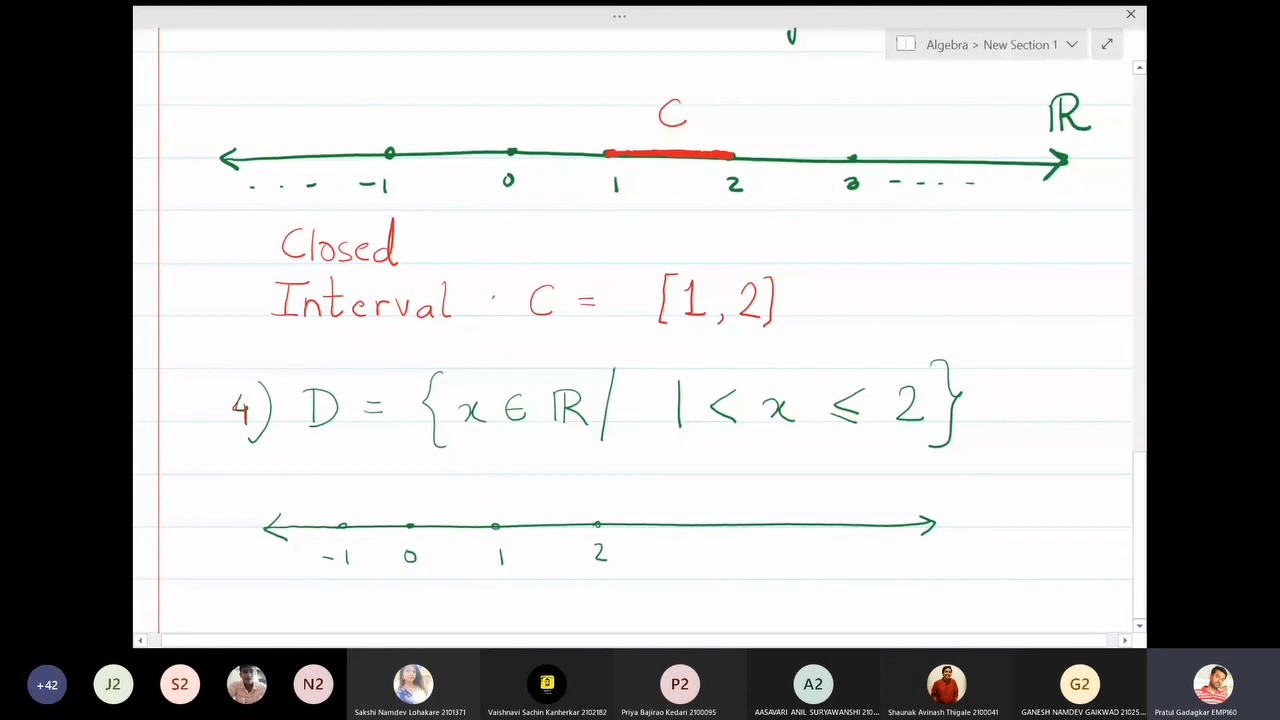 Algebra > New Section 1
C
ℝ
. . - -1 0 1 2 3 - - - -
Closed
Interval . C = [1, 2]
4) D = { x ∈ ℝ / 1 < x ≤ 2 }
-1 0 1 2
+42 J2 S2 N2 P2 A2 G2
Sakshi Namdev Lohakare 2101371 Vaishnavi Sachin Kanherkar 2102182 Priya Bajirao Kedari 2100095 AASAVARI ANIL SURYAWANSHI 210... Shaunak Avinash Thigale 2100041 GANESH NAMDEV GAIKWAD 21025... Pratul Gadagkar EMP160